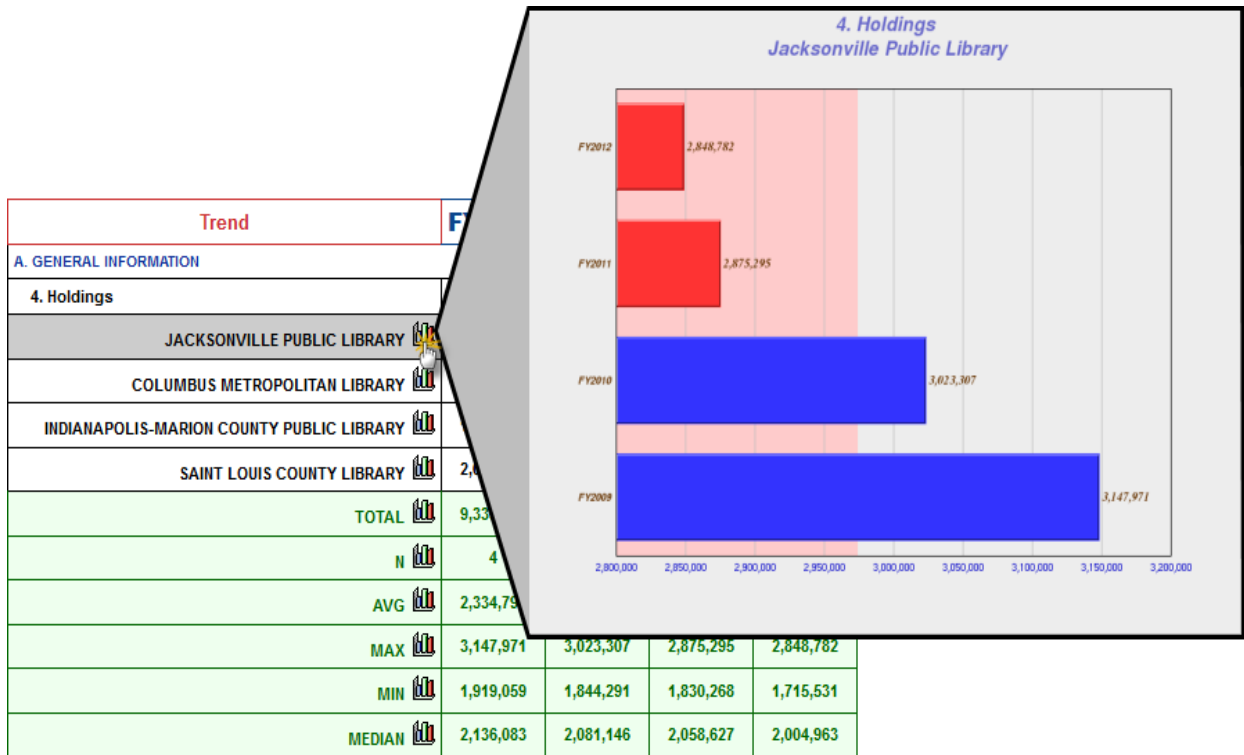 4. Holdings
Jacksonville Public Library
FY2012 2,848,782
FY2011 2,875,295
FY2010 3,023,307
FY2009 3,147,971
2,800,000 2,850,000 2,900,000 2,950,000 3,000,000 3,050,000 3,100,000 3,150,000 3,200,000
Trend
A. GENERAL INFORMATION
4. Holdings
JACKSONVILLE PUBLIC LIBRARY
COLUMBUS METROPOLITAN LIBRARY
INDIANAPOLIS-MARION COUNTY PUBLIC LIBRARY
SAINT LOUIS COUNTY LIBRARY
TOTAL
N 4
AVG
MAX 3,147,971 3,023,307 2,875,295 2,848,782
MIN 1,919,059 1,844,291 1,830,268 1,715,531
MEDIAN 2,136,083 2,081,146 2,058,627 2,004,963